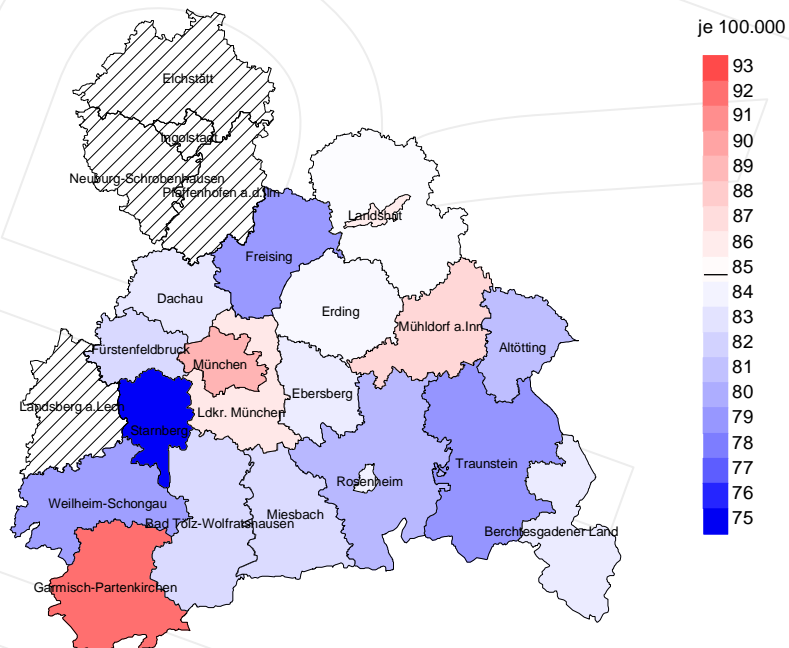 je 100.000
93
92
91
90
89
88
87
86
85
84
83
82
81
80
79
78
77
76
75
Eichstätt
Ingolstadt
Neuburg-Schrobenhausen
Pfaffenhofen a.d.Ilm
Landshut
Freising
Dachau
Erding
Mühldorf a.Inn
Altötting
Fürstenfeldbruck
München
Ebersberg
Landsberg a.Lech
Ldkr. München
Starnberg
Traunstein
Rosenheim
Weilheim-Schongau
Miesbach
Bad Tölz-Wolfratshausen
Berchtesgadener Land
Garmisch-Partenkirchen